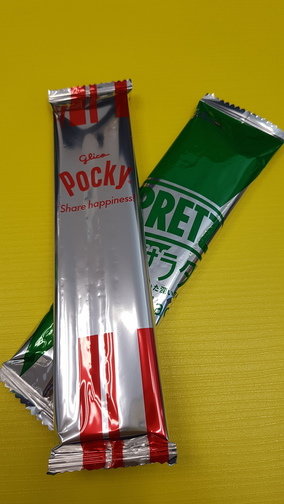 Glico
Pocky
Share happiness
PRETZ
サラ